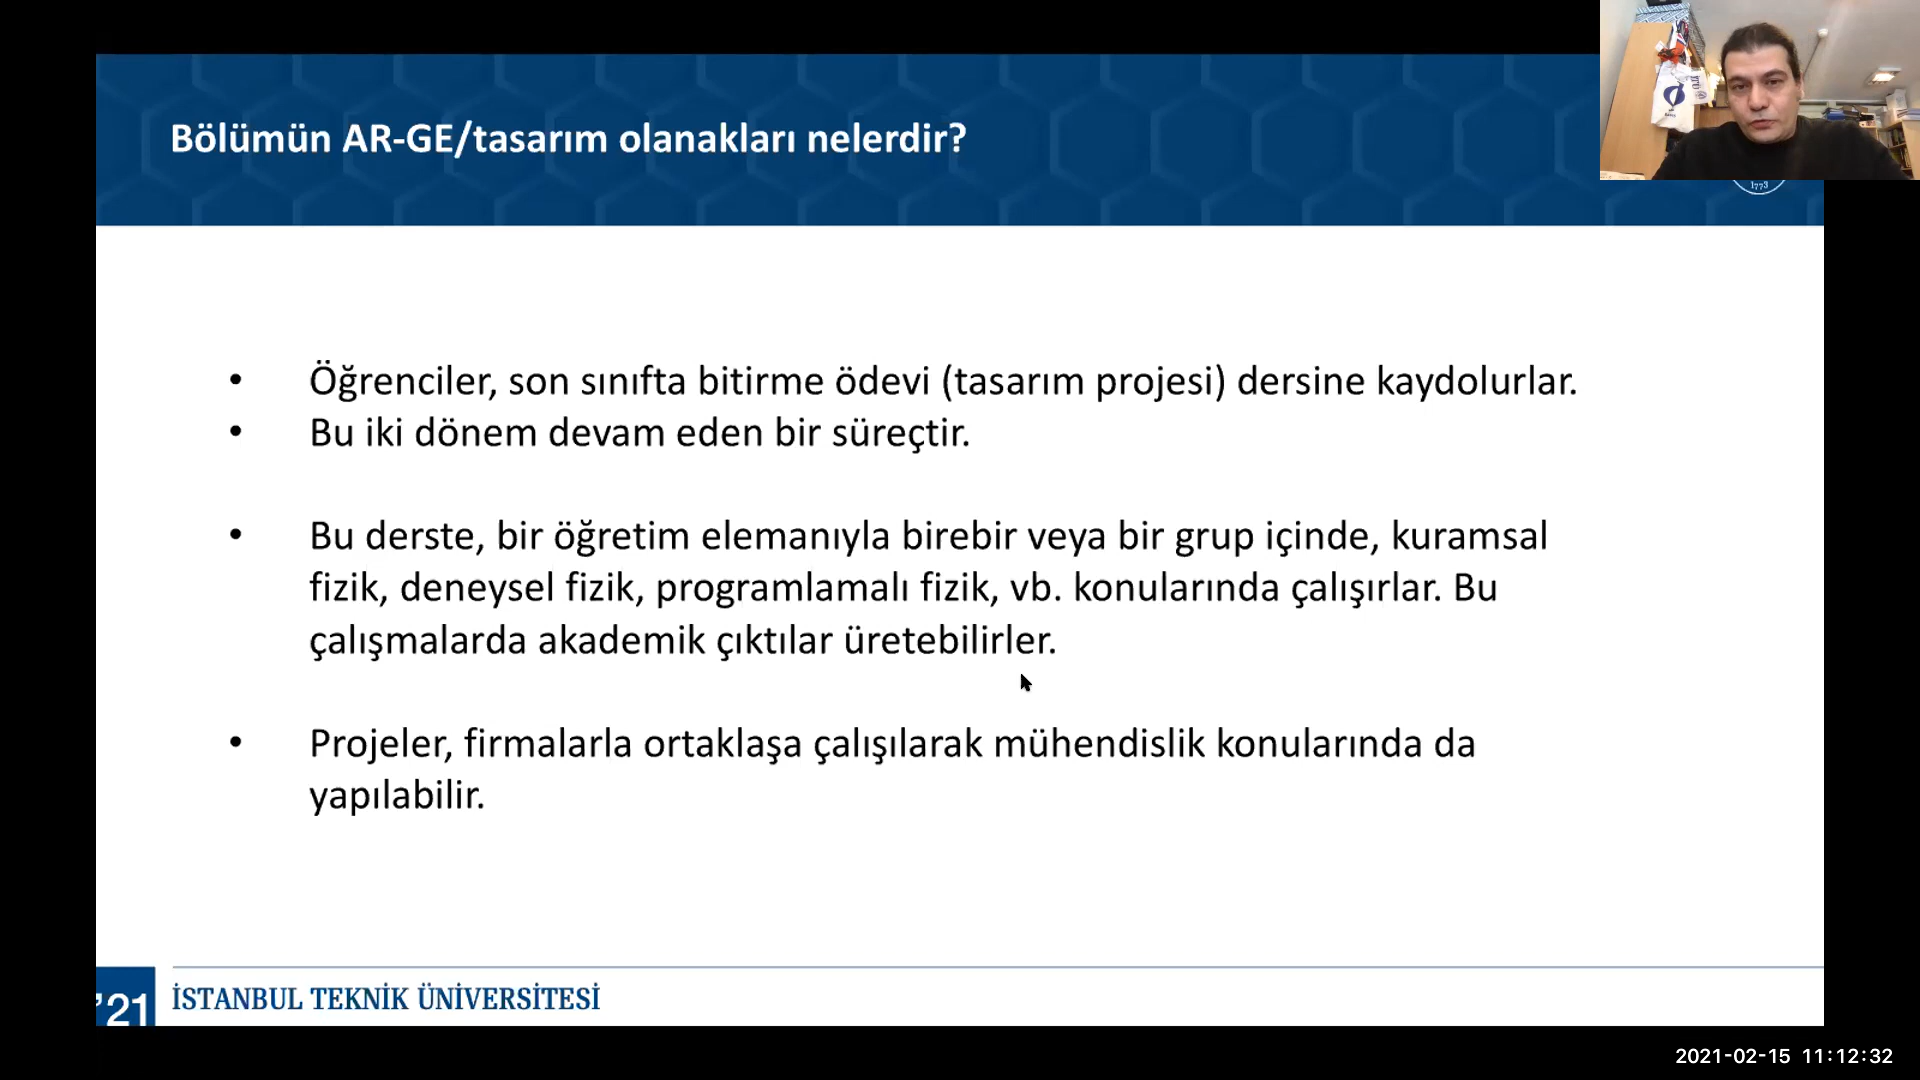 Bölümün AR-GE/tasarım olanakları nelerdir?
1773
• Öğrenciler, son sınıfta bitirme ödevi (tasarım projesi) dersine kaydolurlar.
• Bu iki dönem devam eden bir süreçtir.
• Bu derste, bir öğretim elemanıyla birebir veya bir grup içinde, kuramsal
fizik, deneysel fizik, programlamalı fizik, vb. konularında çalışırlar. Bu
çalışmalarda akademik çıktılar üretebilirler.
• Projeler, firmalarla ortaklaşa çalışılarak mühendislik konularında da
yapılabilir.
’21 İSTANBUL TEKNİK ÜNİVERSİTESİ
2021-02-15 11:12:32